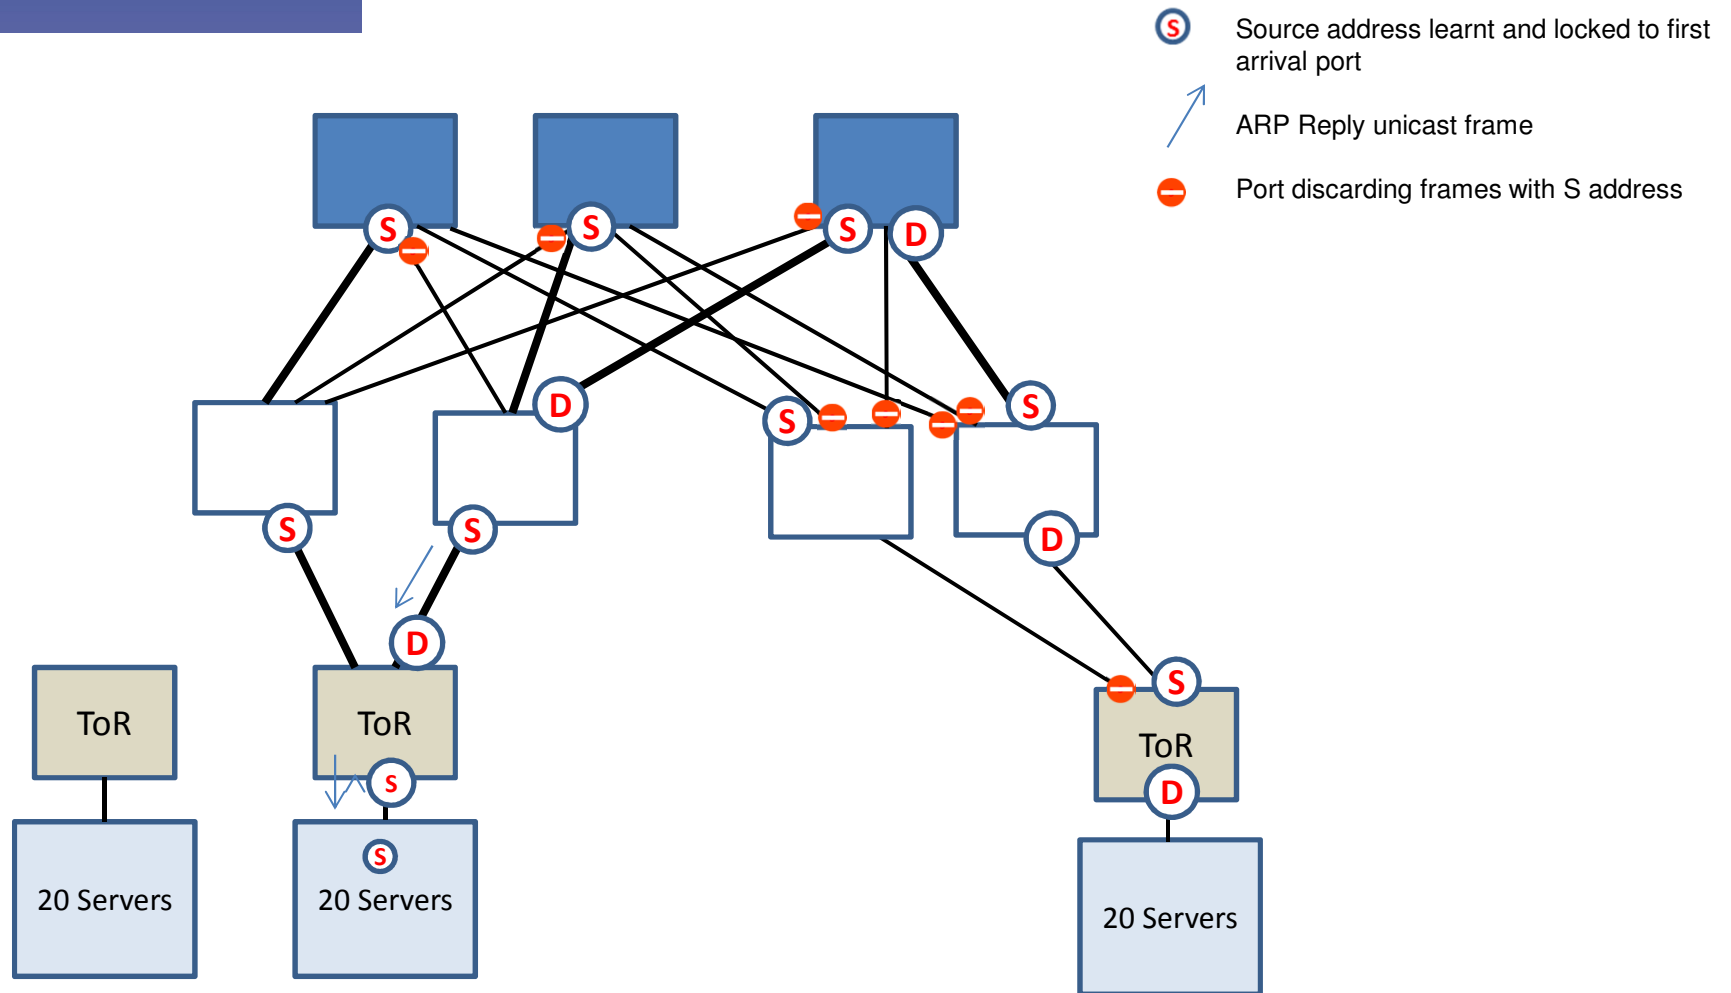 S
Source address learnt and locked to first
arrival port
ARP Reply unicast frame
Port discarding frames with S address
S
S
S
D
D
S
S
S
S
D
D
S
ToR
ToR
ToR
S
D
S
20 Servers
20 Servers
20 Servers